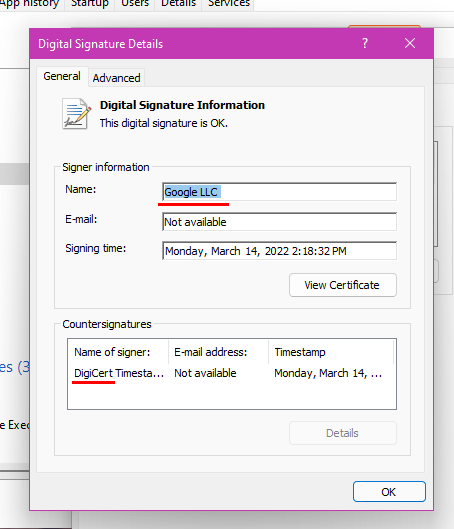 App history Startup Users Details Services
Digital Signature Details
General Advanced
Digital Signature Information
This digital signature is OK.
Signer information
Name: Google LLC
E-mail: Not available
Signing time: Monday, March 14, 2022 2:18:32 PM
View Certificate
Countersignatures
Name of signer: E-mail address: Timestamp
DigiCert Timesta... Not available Monday, March 14, ...
Details
OK
es (3
e Exec